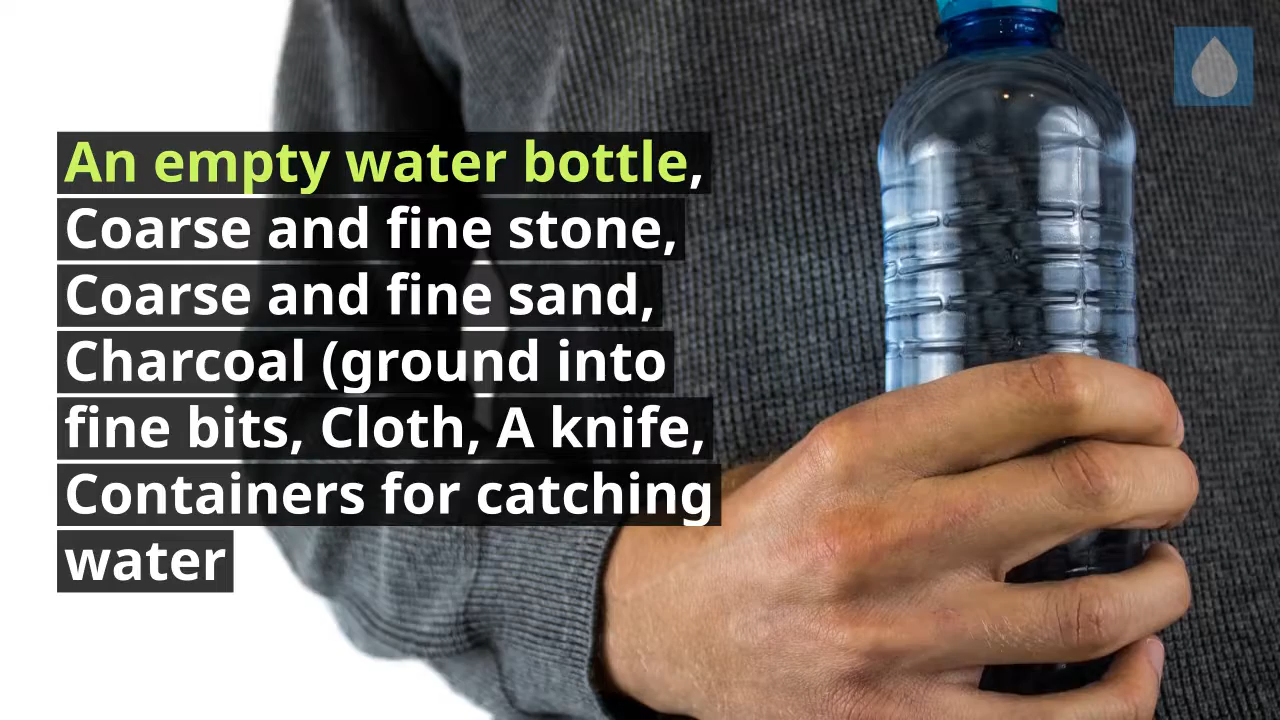 An empty water bottle,
Coarse and fine stone,
Coarse and fine sand,
Charcoal (ground into
fine bits, Cloth, A knife,
Containers for catching
water